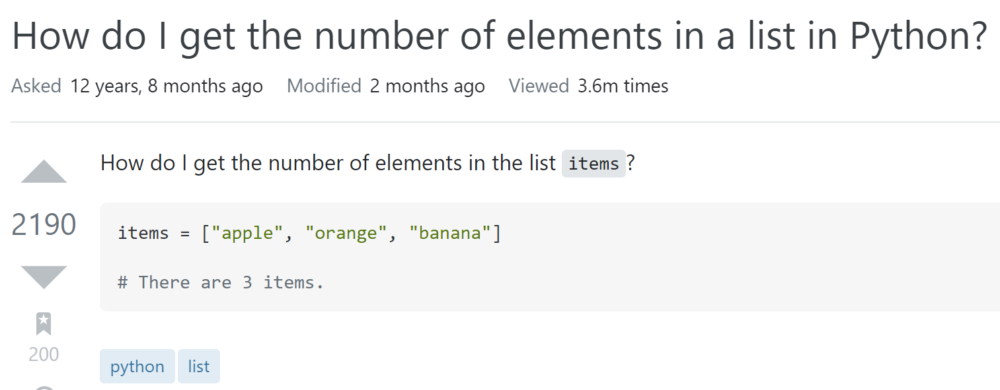 How do I get the number of elements in a list in Python?
Asked 12 years, 8 months ago Modified 2 months ago Viewed 3.6m times
How do I get the number of elements in the list items?
2190
items = ["apple", "orange", "banana"]
# There are 3 items.
200
python list